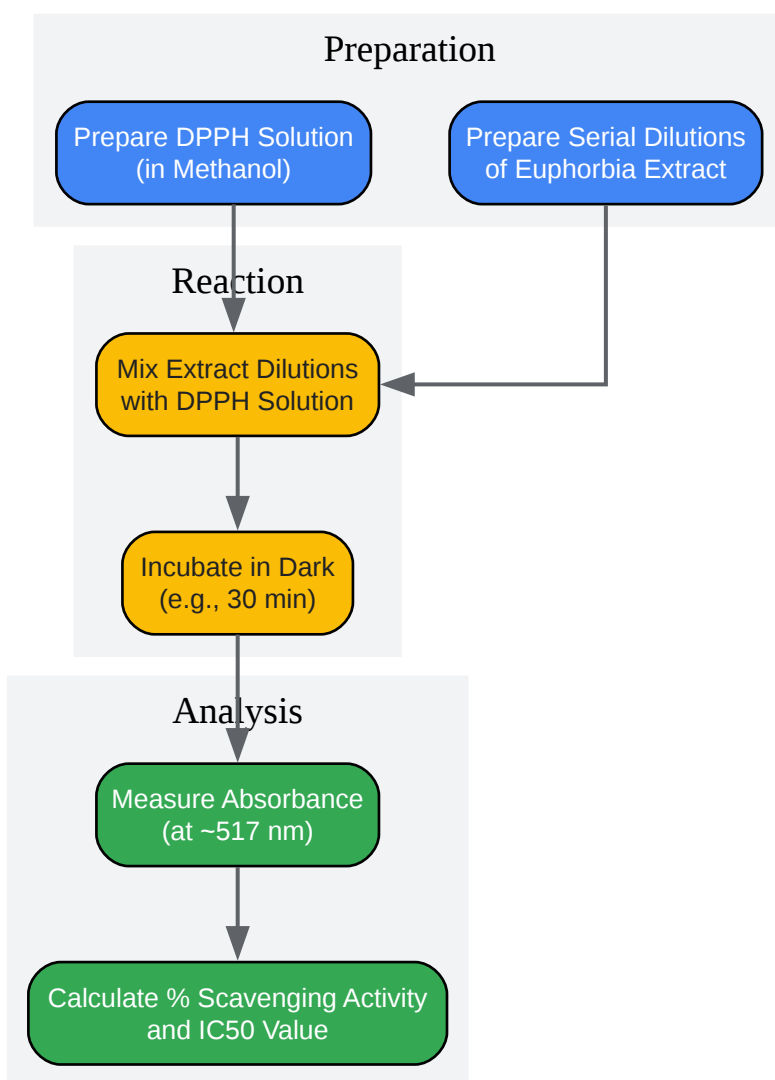 Preparation
Prepare DPPH Solution
(in Methanol)
Prepare Serial Dilutions
of Euphorbia Extract
Reaction
Mix Extract Dilutions
with DPPH Solution
Incubate in Dark
(e.g., 30 min)
Analysis
Measure Absorbance
(at ~517 nm)
Calculate % Scavenging Activity
and IC50 Value